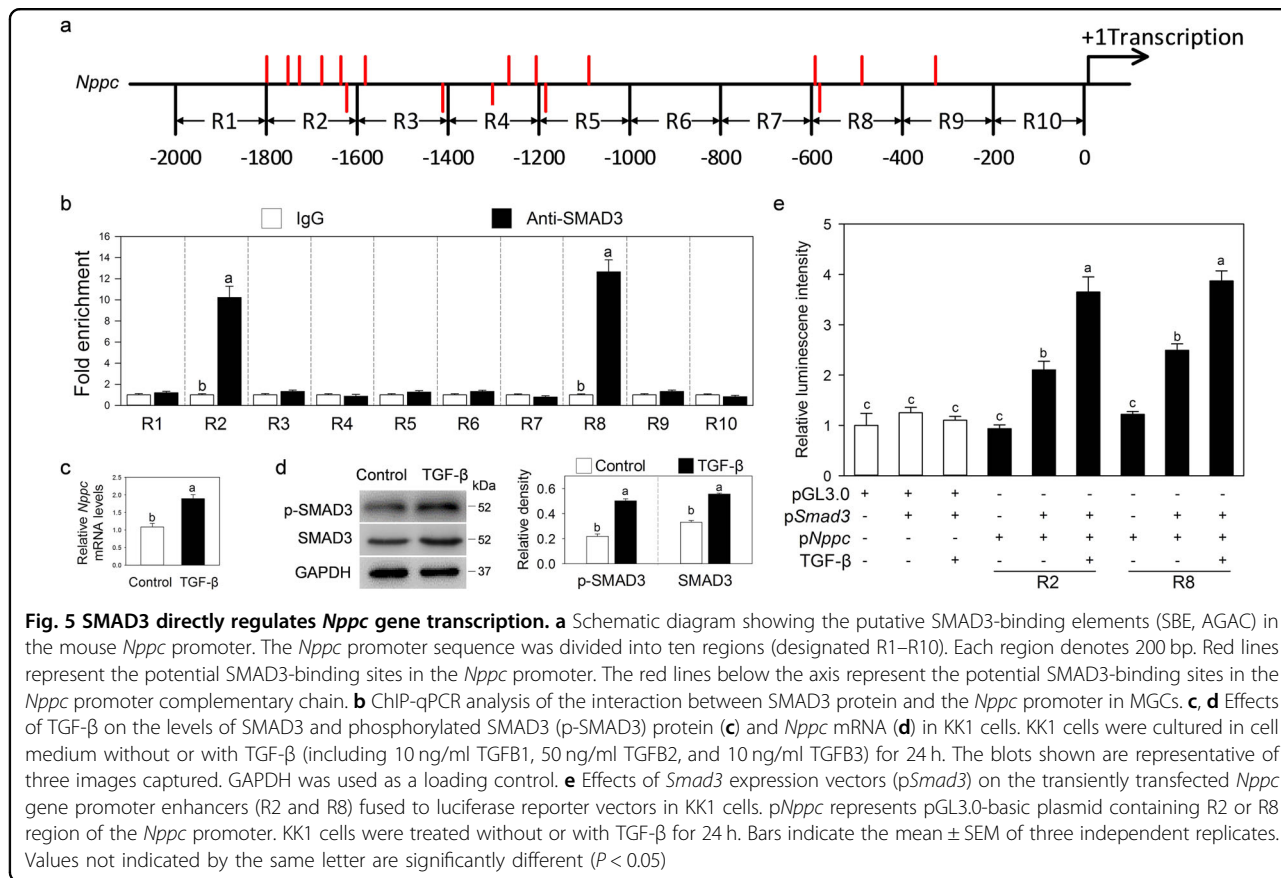 a
+1Transcription
Nppc
R1 R2 R3 R4 R5 R6 R7 R8 R9 R10
-2000 -1800 -1600 -1400 -1200 -1000 -800 -600 -400 -200 0
b
IgG Anti-SMAD3
Fold enrichment
16
14
12
10
8
6
4
2
0
b a b a
R1 R2 R3 R4 R5 R6 R7 R8 R9 R10
c
Relative Nppc
mRNA levels
2.5
2.0
1.5
1.0
0.5
0.0
b a
Control TGF-β
d
Control TGF-β kDa
p-SMAD3 52
SMAD3 52
GAPDH 37
Control TGF-β
Relative density
0.6
0.4
0.2
0.0
b a b a
p-SMAD3 SMAD3
e
Relative luminescene intensity
5
4
3
2
1
0
c c c c b a c b a
pGL3.0 + + + - - - - - -
pSmad3 - + + - + + - + +
pNppc - - - + + + + + +
TGF-β - - + - - + - - +
R2 R8
Fig. 5 SMAD3 directly regulates Nppc gene transcription. a Schematic diagram showing the putative SMAD3-binding elements (SBE, AGAC) in
the mouse Nppc promoter. The Nppc promoter sequence was divided into ten regions (designated R1–R10). Each region denotes 200 bp. Red lines
represent the potential SMAD3-binding sites in the Nppc promoter. The red lines below the axis represent the potential SMAD3-binding sites in the
Nppc promoter complementary chain. b ChIP-qPCR analysis of the interaction between SMAD3 protein and the Nppc promoter in MGCs. c, d Effects
of TGF-β on the levels of SMAD3 and phosphorylated SMAD3 (p-SMAD3) protein (c) and Nppc mRNA (d) in KK1 cells. KK1 cells were cultured in cell
medium without or with TGF-β (including 10 ng/ml TGFB1, 50 ng/ml TGFB2, and 10 ng/ml TGFB3) for 24 h. The blots shown are representative of
three images captured. GAPDH was used as a loading control. e Effects of Smad3 expression vectors (pSmad3) on the transiently transfected Nppc
gene promoter enhancers (R2 and R8) fused to luciferase reporter vectors in KK1 cells. pNppc represents pGL3.0-basic plasmid containing R2 or R8
region of the Nppc promoter. KK1 cells were treated without or with TGF-β for 24 h. Bars indicate the mean ± SEM of three independent replicates.
Values not indicated by the same letter are significantly different (P < 0.05)